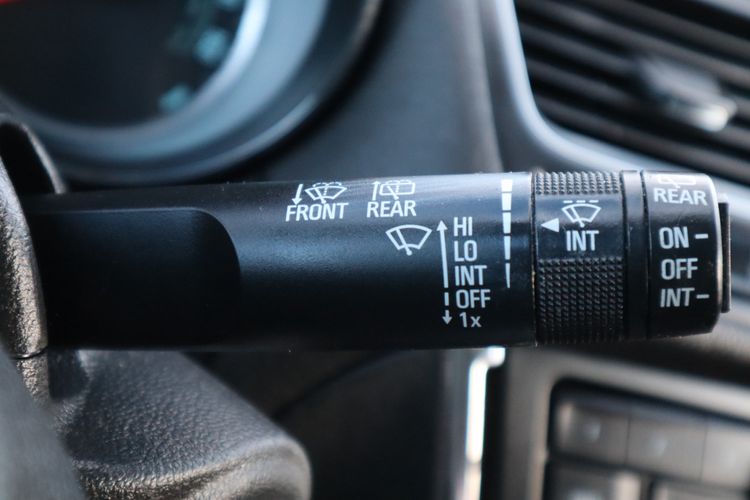 FRONT
REAR
HI
LO
INT
OFF
1x
INT
REAR
ON
OFF
INT